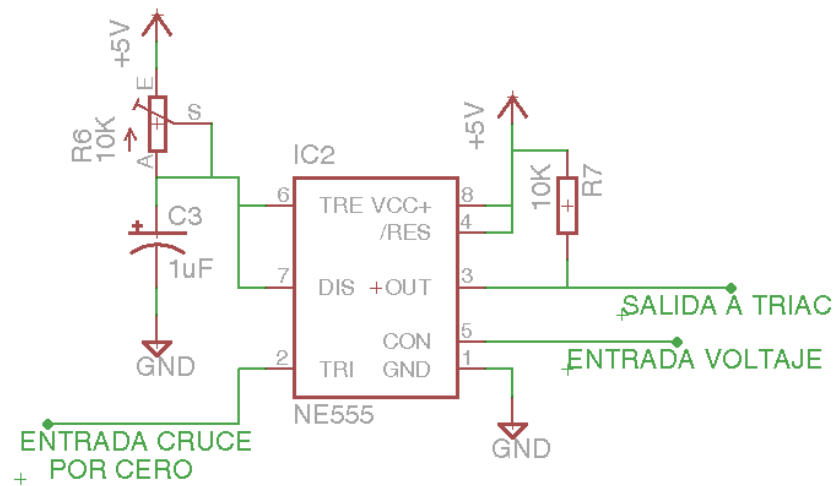 +5V
E
S
R6
10K
A
C3
1uF
GND
IC2
6
TRE
VCC+
8
/RES
4
7
DIS
OUT
3
CON
5
2
TRI
GND
1
NE555
+5V
10K
R7
SALIDA A TRIAC
ENTRADA VOLTAJE
GND
ENTRADA CRUCE
POR CERO